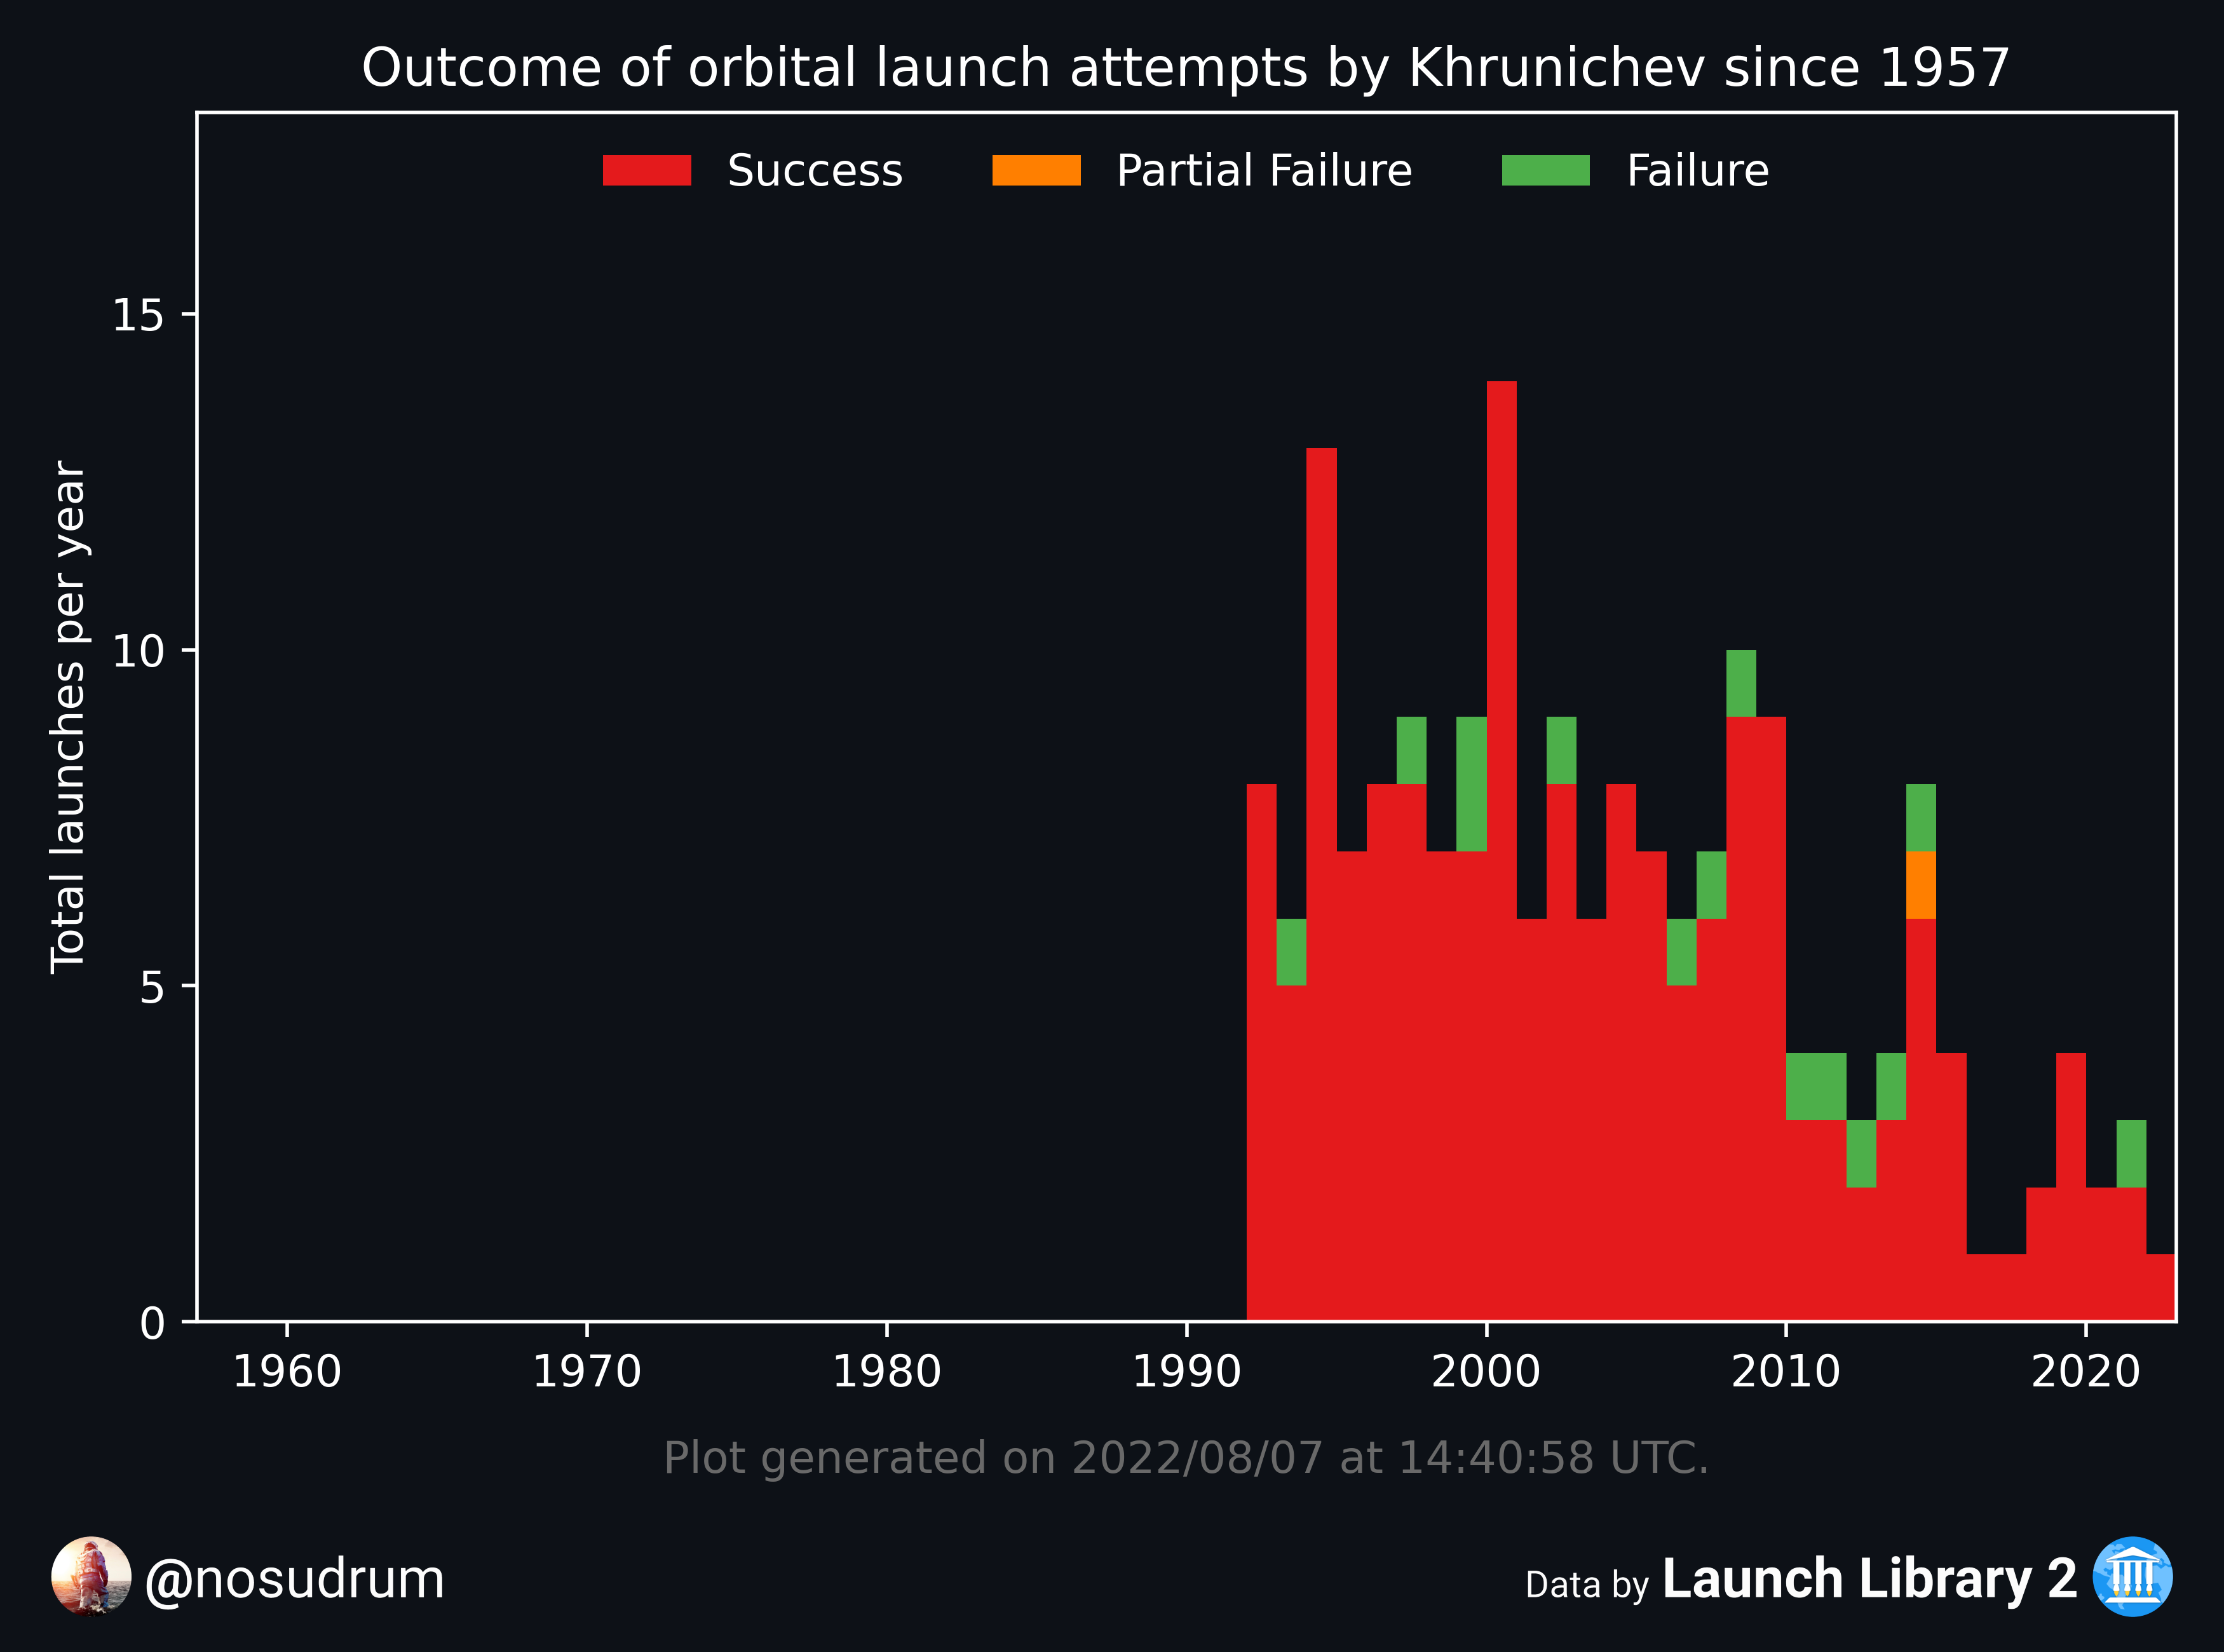 Outcome of orbital launch attempts by Khrunichev since 1957
Success Partial Failure Failure
Total launches per year
15
10
5
0
1960 1970 1980 1990 2000 2010 2020
Plot generated on 2022/08/07 at 14:40:58 UTC.
@nosudrum
Data by Launch Library 2